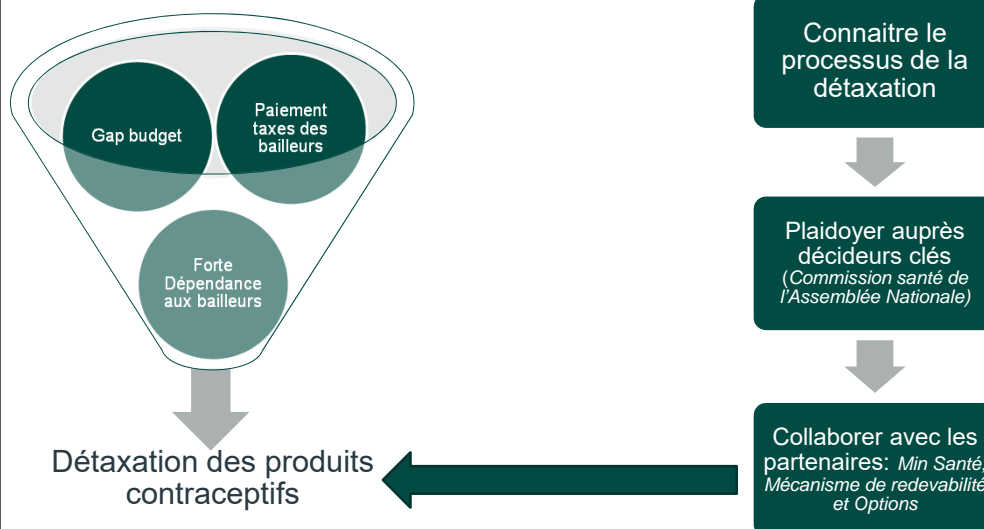 Gap budget
Paiement
taxes des
bailleurs
Forte
Dépendance
aux bailleurs
Détaxation des produits
contraceptifs
Connaitre le
processus de la
détaxation
Plaidoyer auprès
décideurs clés
(Commission santé de
l'Assemblée Nationale)
Collaborer avec les
partenaires: Min Santé,
Mécanisme de redevabilité
et Options